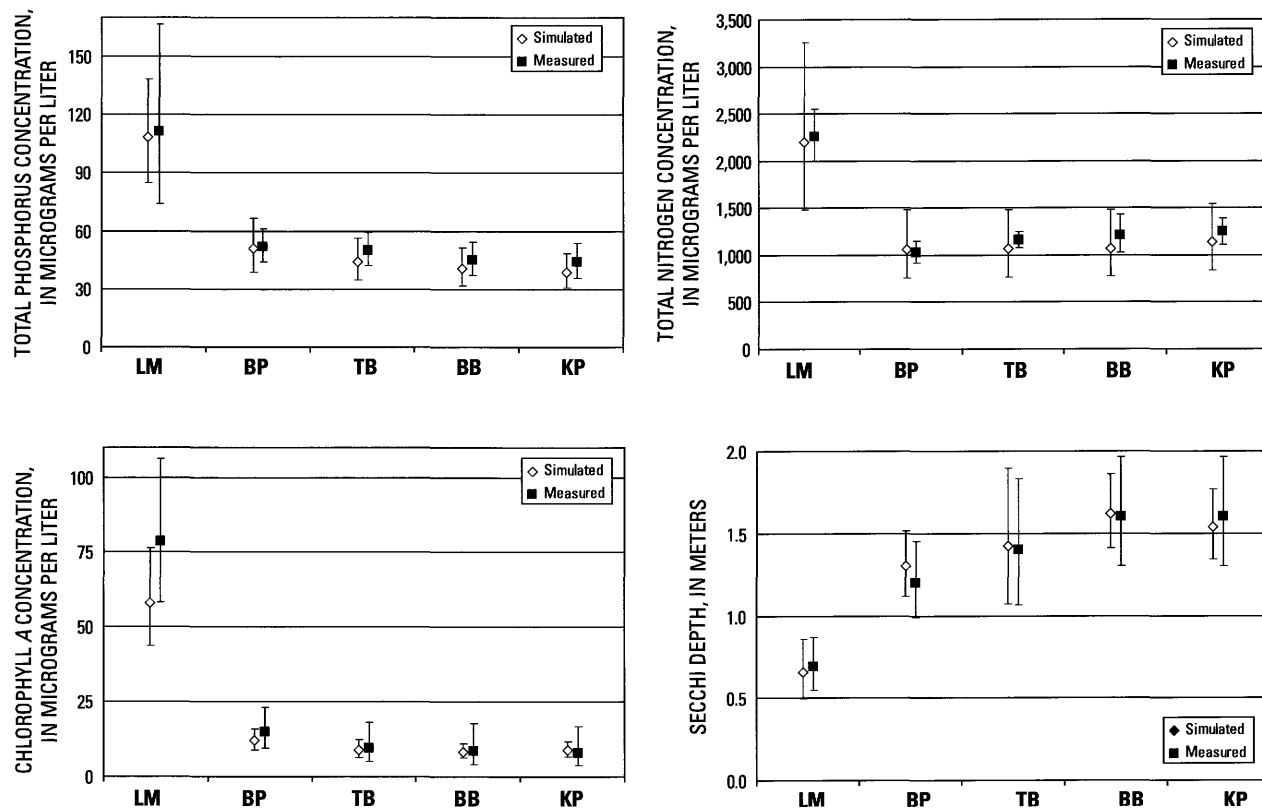 TOTAL PHOSPHORUS CONCENTRATION,
IN MICROGRAMS PER LITER
150
120
90
60
30
0
Simulated
Measured
LM BP TB BB KP
TOTAL NITROGEN CONCENTRATION,
IN MICROGRAMS PER LITER
3,500
3,000
2,500
2,000
1,500
1,000
500
0
Simulated
Measured
LM BP TB BB KP
CHLOROPHYLL A CONCENTRATION,
IN MICROGRAMS PER LITER
100
75
50
25
0
Simulated
Measured
LM BP TB BB KP
SECCHI DEPTH, IN METERS
2.0
1.5
1.0
0.5
0.0
Simulated
Measured
LM BP TB BB KP